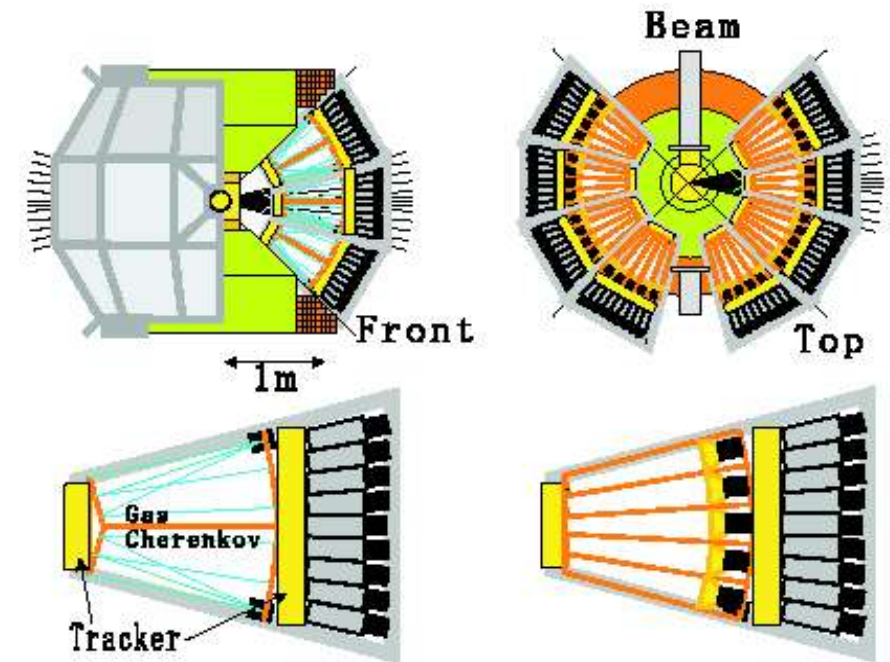 Beam
Front
Top
1m
Gas
Cherenkov
Tracker